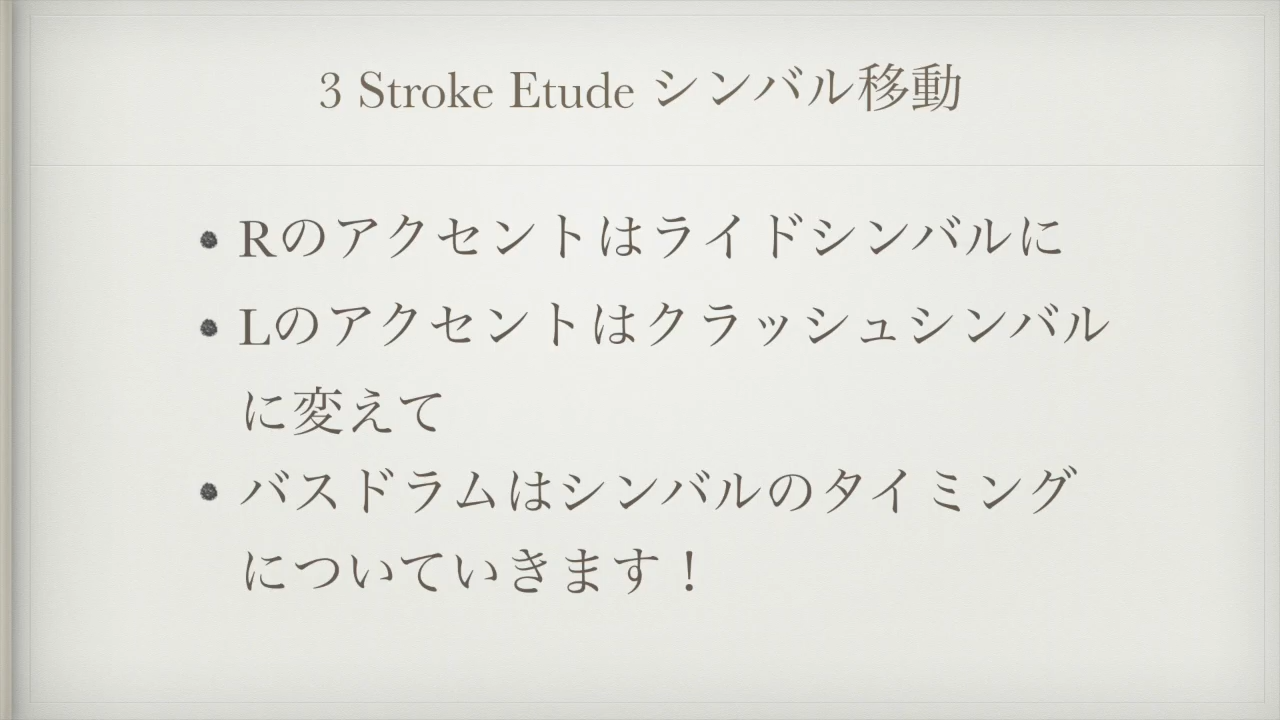 3 Stroke Etude シンバル移動
• Rのアクセントはライドシンバルに
• Lのアクセントはクラッシュシンバル
に変えて
• バスドラムはシンバルのタイミング
についていきます！